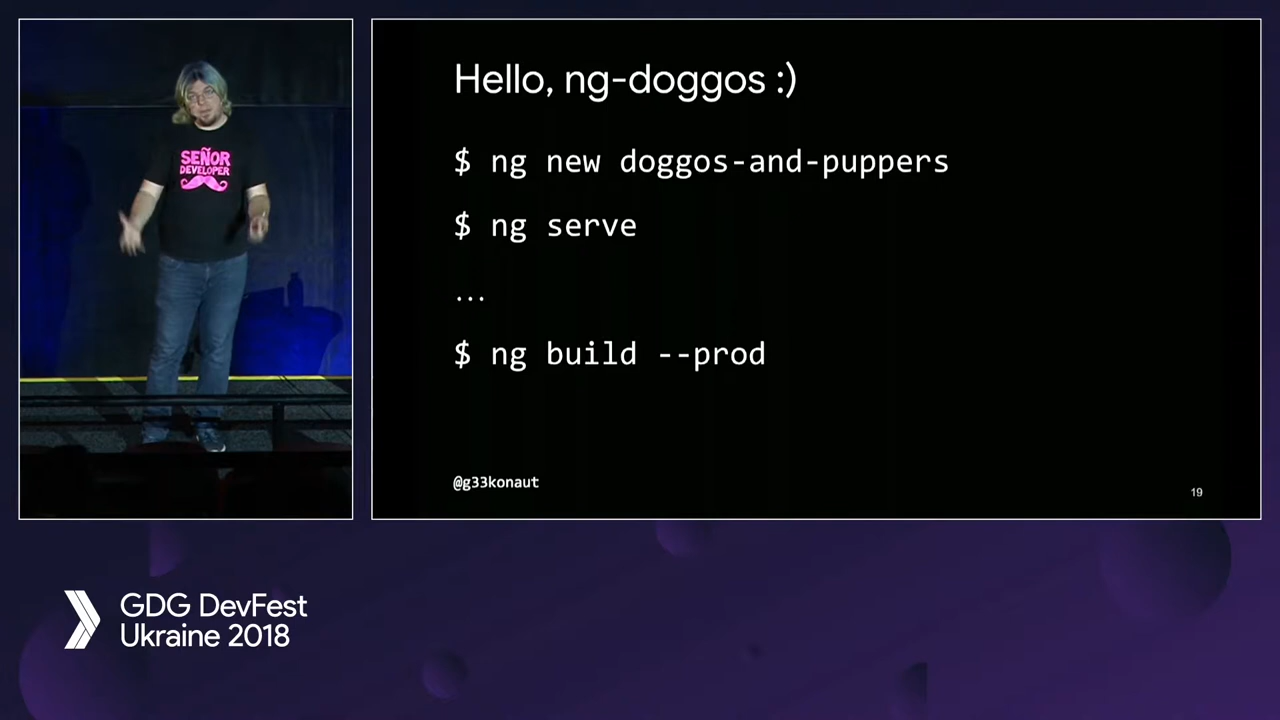 SEÑOR
DEVELOPER
Hello, ng-doggos :)
$ ng new doggos-and-puppers
$ ng serve
...
$ ng build --prod
@g33konaut
19
GDG DevFest
Ukraine 2018